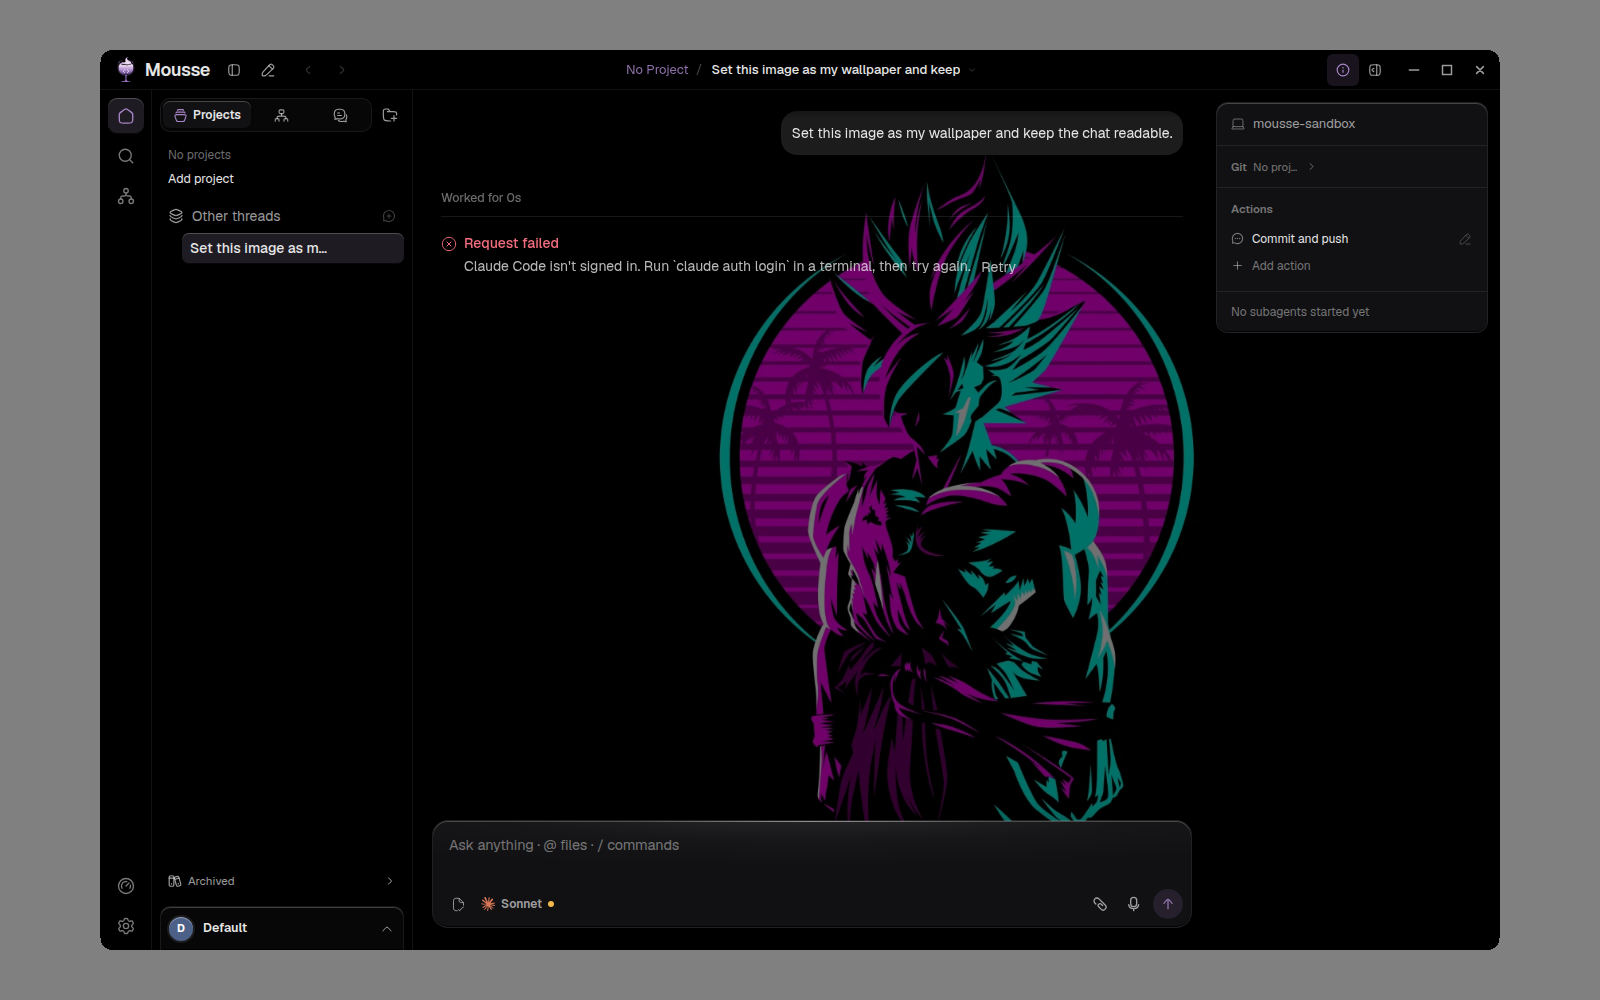 Mousse
No Project / Set this image as my wallpaper and keep
Projects
No projects
Add project
Other threads
Set this image as m...
Set this image as my wallpaper and keep the chat readable.
Worked for 0s
Request failed
Claude Code isn't signed in. Run `claude auth login` in a terminal, then try again. Retry
mousse-sandbox
Git No proj...
Actions
Commit and push
Add action
No subagents started yet
Ask anything · @ files · / commands
Sonnet
Archived
D Default